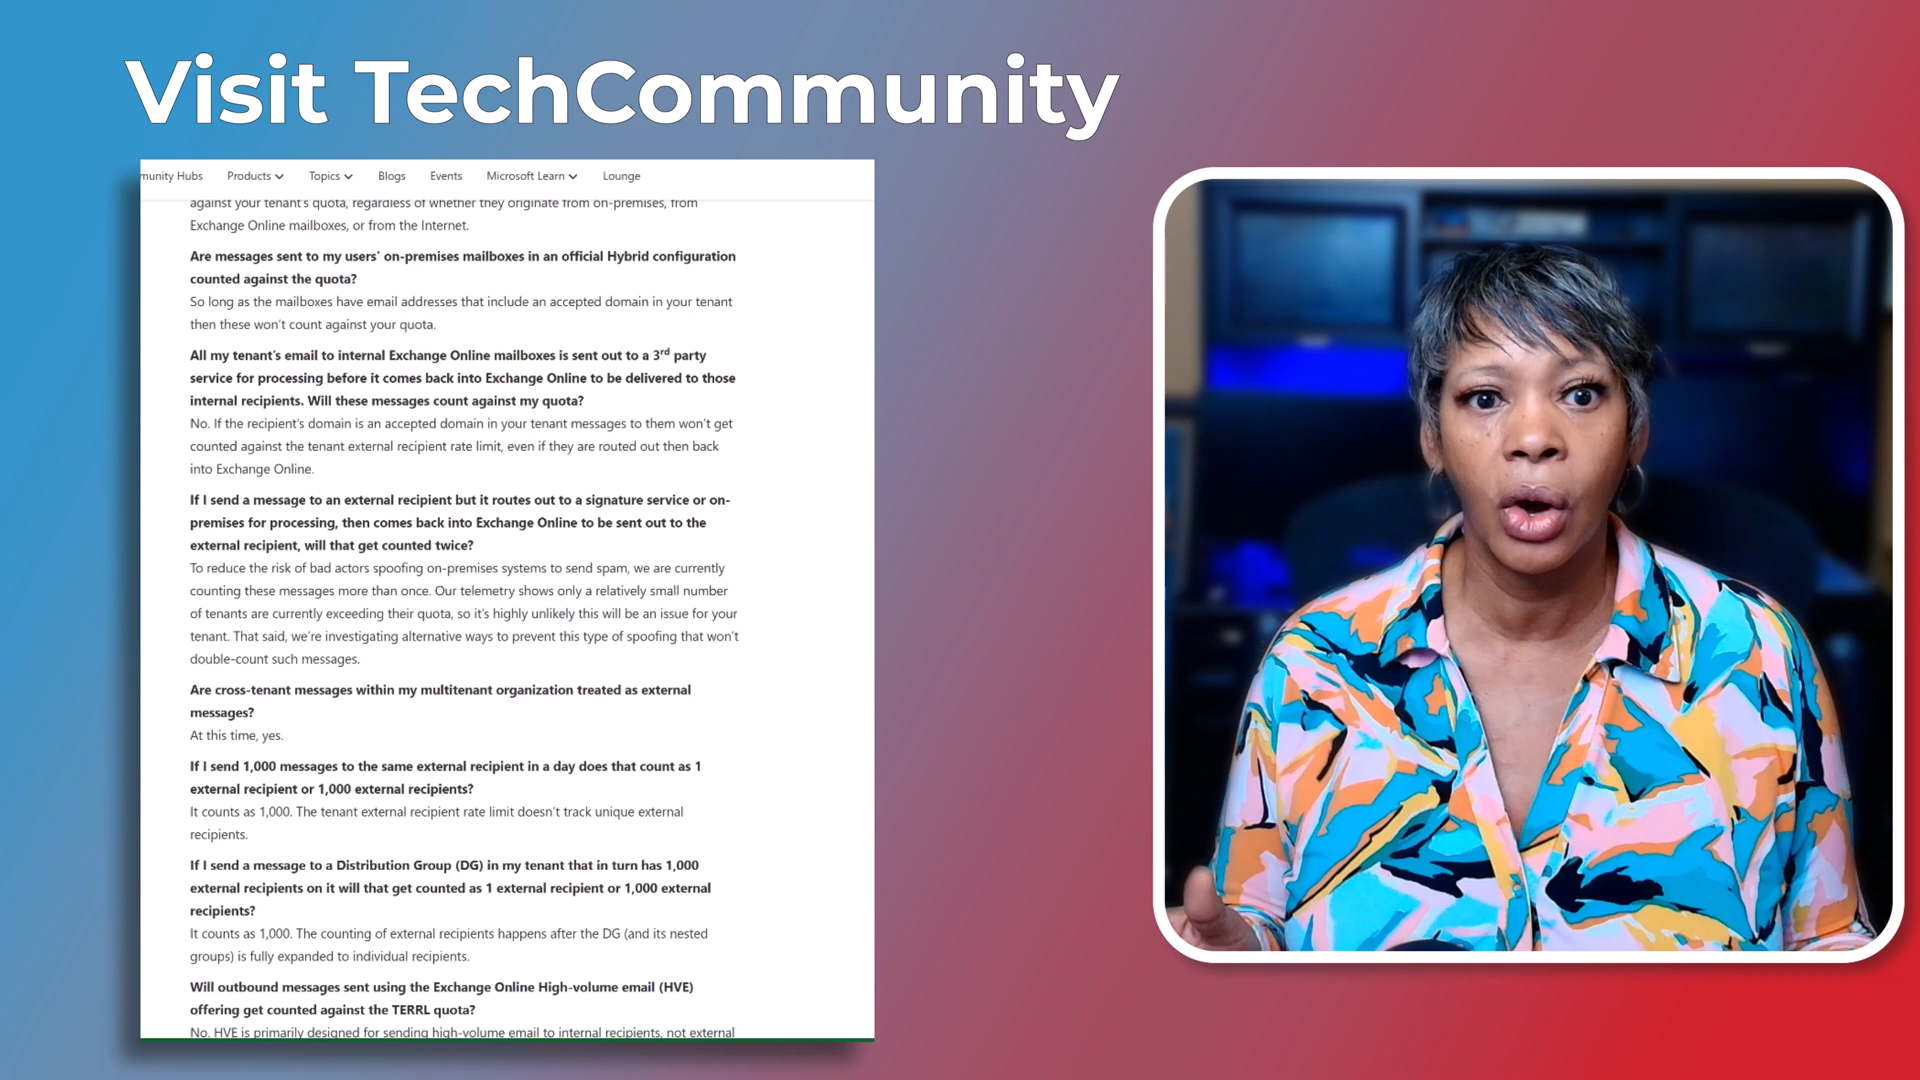 Visit TechCommunity
munity Hubs Products Topics Blogs Events Microsoft Learn Lounge
against your tenant's quota, regardless of whether they originate from on-premises, from
Exchange Online mailboxes, or from the Internet.
Are messages sent to my users' on-premises mailboxes in an official Hybrid configuration
counted against the quota?
So long as the mailboxes have email addresses that include an accepted domain in your tenant
then these won't count against your quota.
All my tenant's email to internal Exchange Online mailboxes is sent out to a 3rd party
service for processing before it comes back into Exchange Online to be delivered to those
internal recipients. Will these messages count against my quota?
No. If the recipient's domain is an accepted domain in your tenant messages to them won't get
counted against the tenant external recipient rate limit, even if they are routed out then back
into Exchange Online.
If I send a message to an external recipient but it routes out to a signature service or on-
premises for processing, then comes back into Exchange Online to be sent out to the
external recipient, will that get counted twice?
To reduce the risk of bad actors spoofing on-premises systems to send spam, we are currently
counting these messages more than once. Our telemetry shows only a relatively small number
of tenants are currently exceeding their quota, so it's highly unlikely this will be an issue for your
tenant. That said, we're investigating alternative ways to prevent this type of spoofing that won't
double-count such messages.
Are cross-tenant messages within my multitenant organization treated as external
messages?
At this time, yes.
If I send 1,000 messages to the same external recipient in a day does that count as 1
external recipient or 1,000 external recipients?
It counts as 1,000. The tenant external recipient rate limit doesn't track unique external
recipients.
If I send a message to a Distribution Group (DG) in my tenant that in turn has 1,000
external recipients on it will that get counted as 1 external recipient or 1,000 external
recipients?
It counts as 1,000. The counting of external recipients happens after the DG (and its nested
groups) is fully expanded to individual recipients.
Will outbound messages sent using the Exchange Online High-volume email (HVE)
offering get counted against the TERRL quota?
No. HVE is primarily designed for sending high-volume email to internal recipients, not external